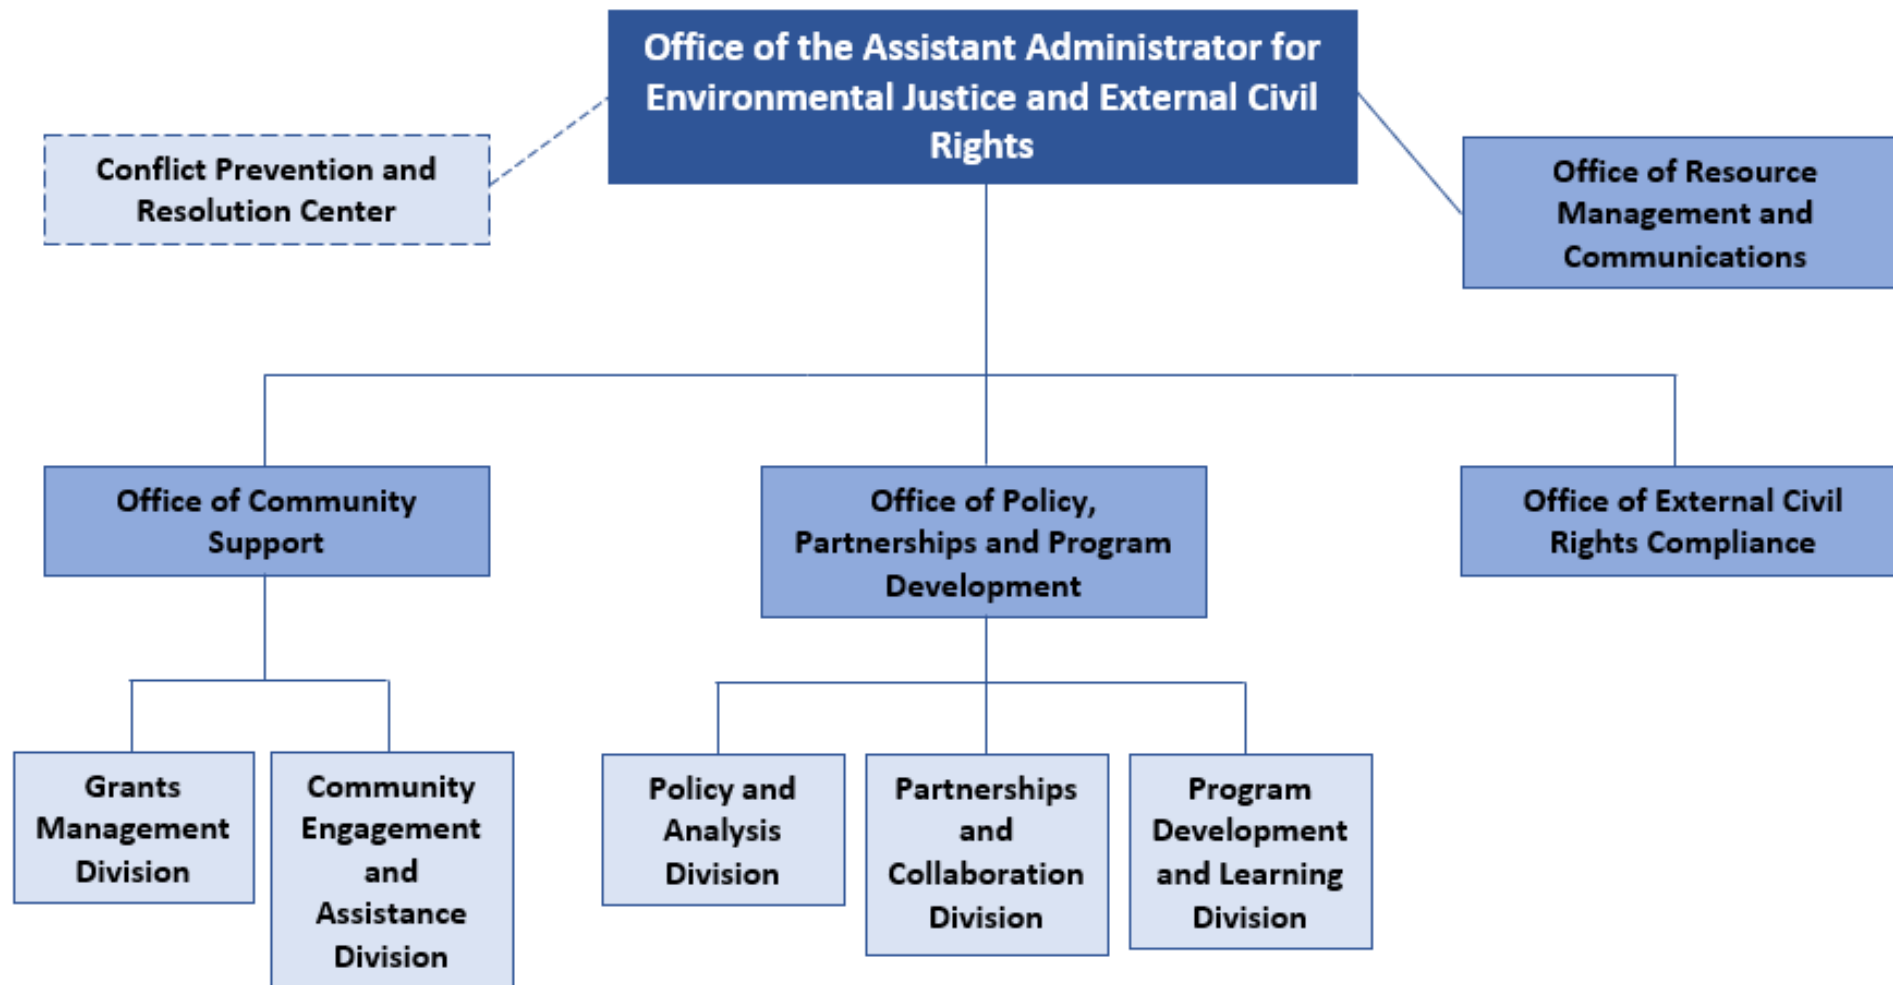 Office of the Assistant Administrator for
Environmental Justice and External Civil
Rights
Conflict Prevention and
Resolution Center
Office of Resource
Management and
Communications
Office of Community
Support
Office of Policy,
Partnerships and Program
Development
Office of External Civil
Rights Compliance
Grants
Management
Division
Community
Engagement
and
Assistance
Division
Policy and
Analysis
Division
Partnerships
and
Collaboration
Division
Program
Development
and Learning
Division